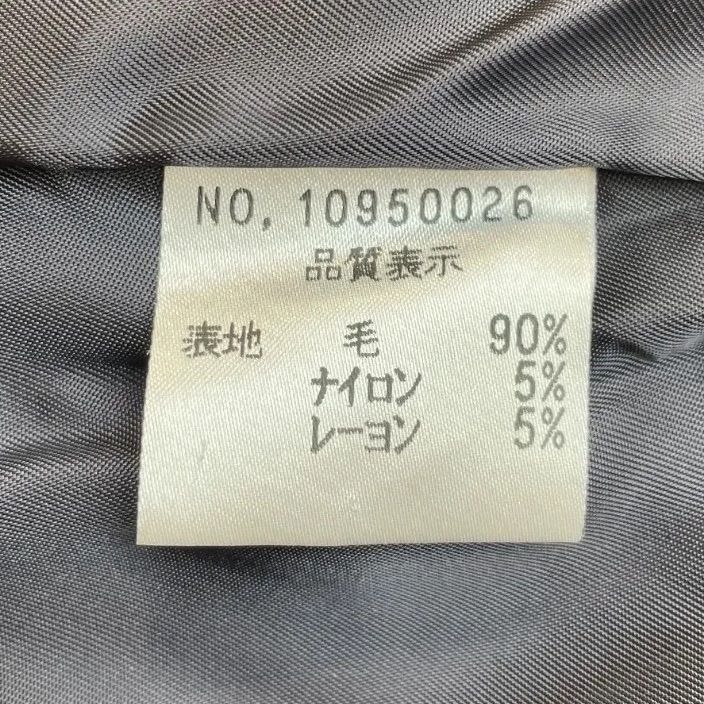 NO, 10950026
品質表示
表地 毛 90%
ナイロン 5%
レーヨン 5%